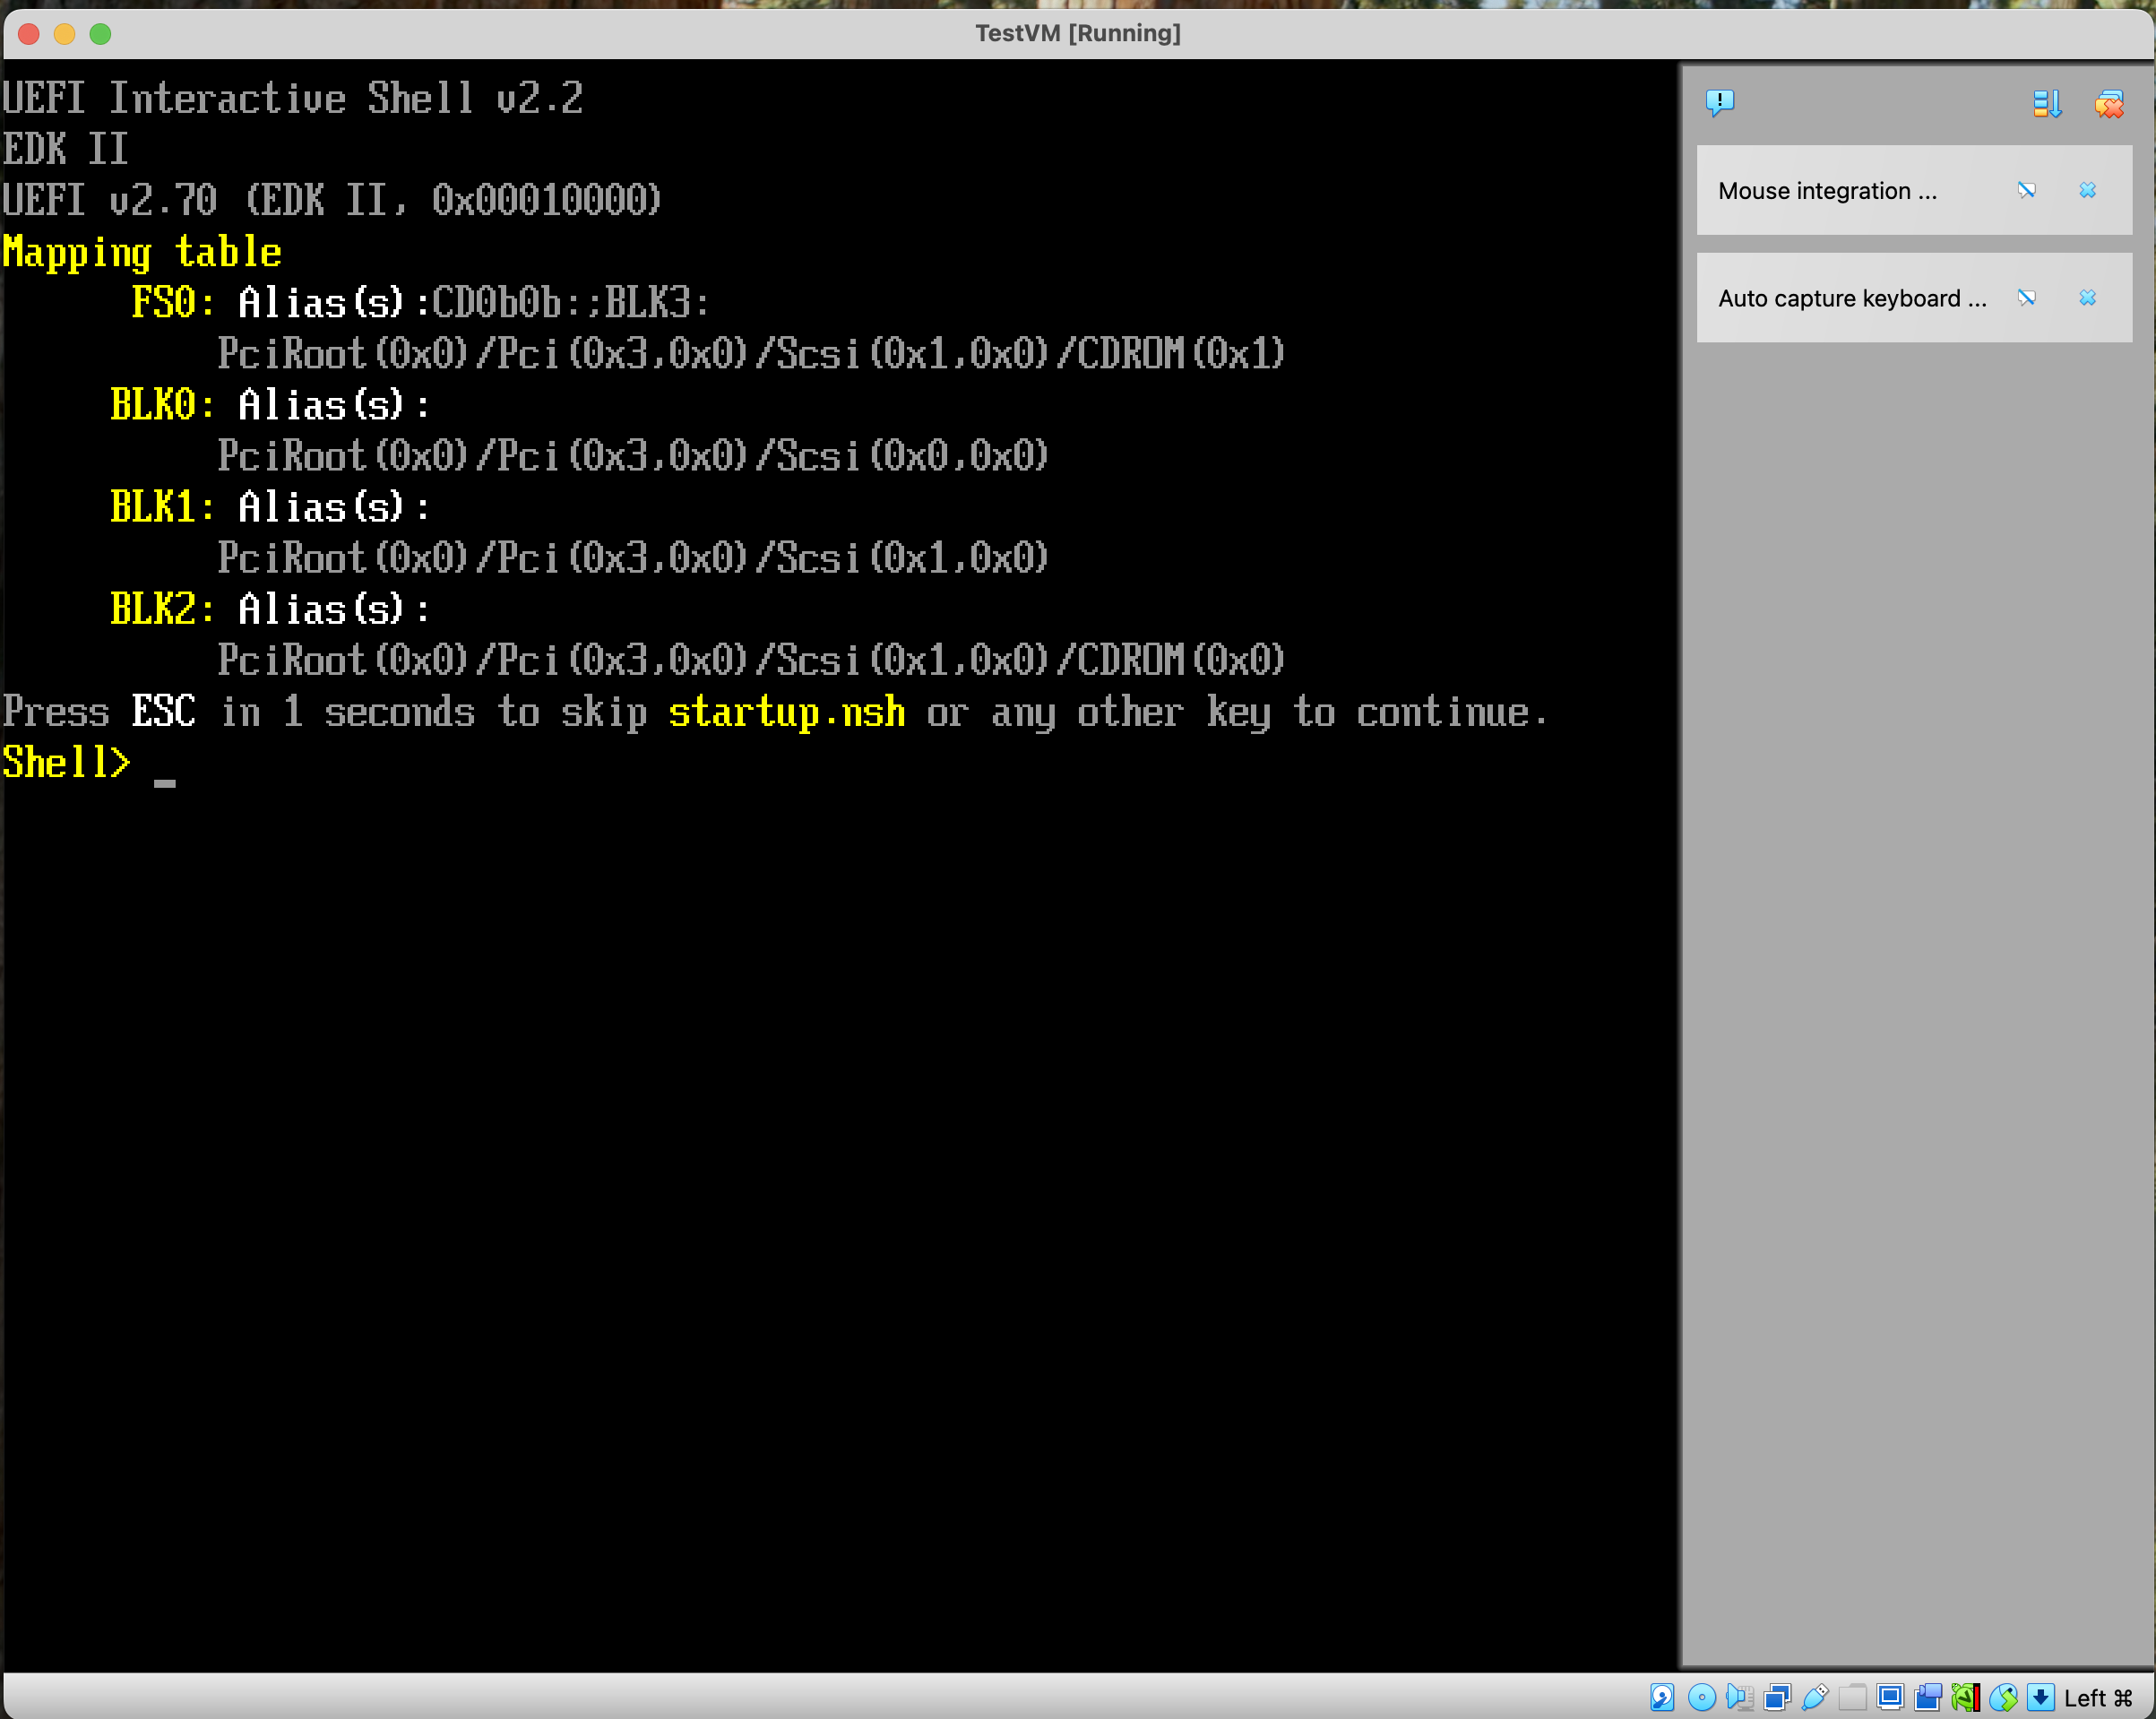 TestVM [Running]
UEFI Interactive Shell v2.2
EDK II
UEFI v2.70 (EDK II, 0x00010000)
Mapping table
FS0: Alias(s):CD0b0b:;BLK3:
PciRoot(0x0)/Pci(0x3,0x0)/Scsi(0x1,0x0)/CDROM(0x1)
BLK0: Alias(s):
PciRoot(0x0)/Pci(0x3,0x0)/Scsi(0x0,0x0)
BLK1: Alias(s):
PciRoot(0x0)/Pci(0x3,0x0)/Scsi(0x1,0x0)
BLK2: Alias(s):
PciRoot(0x0)/Pci(0x3,0x0)/Scsi(0x1,0x0)/CDROM(0x0)
Press ESC in 1 seconds to skip startup.nsh or any other key to continue.
Shell> _
Mouse integration ...
Auto capture keyboard ...
Left ⌘